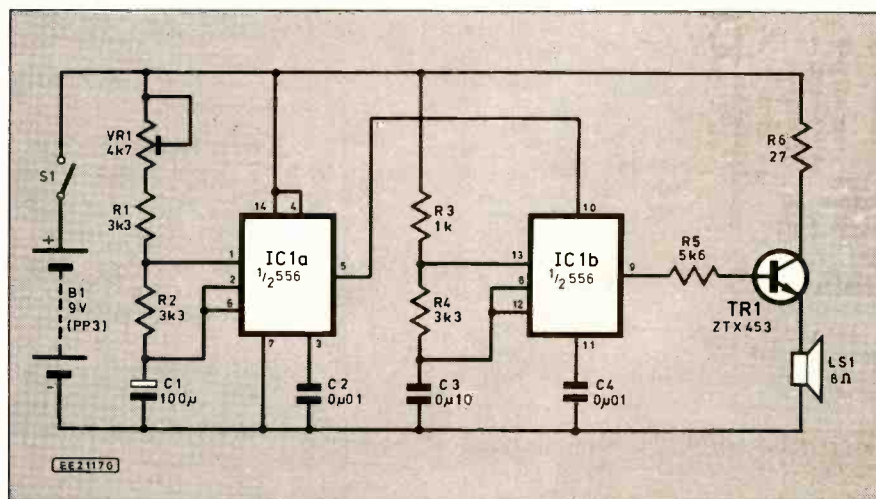 S1
+
B1
9V
(PP3)
-
VR1
4k7
R1
3k3
R2
3k3
C1
100µ
14
4
1
2
6
7
3
5
IC1a
1/2 556
C2
0µ01
R3
1k
R4
3k3
C3
0µ10
10
13
8
12
11
9
IC1b
1/2 556
C4
0µ01
R5
5k6
R6
27
TR1
ZTX453
LS1
8Ω
EE2117G